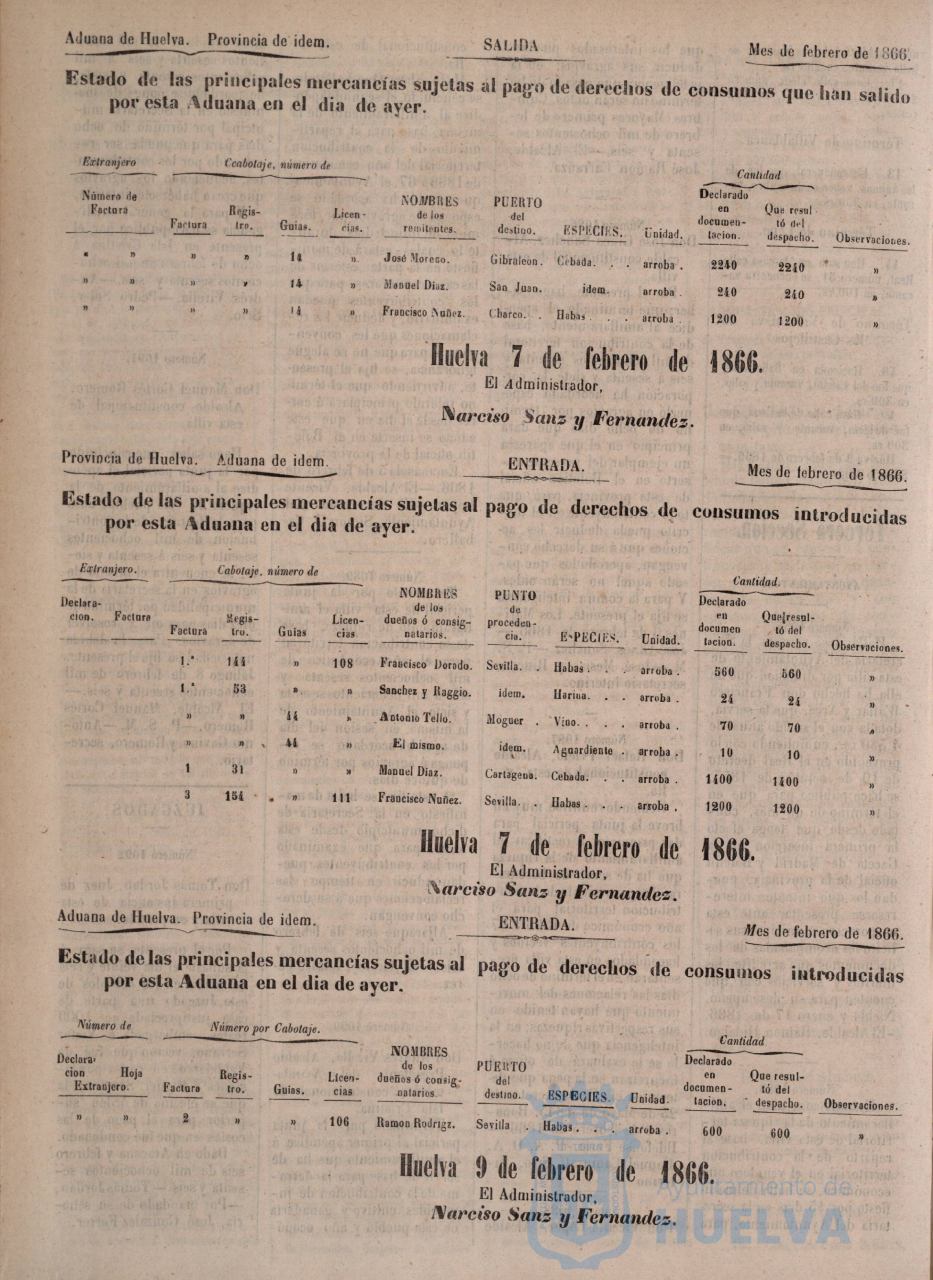 Aduana de Huelva. Provincia de idem. SALIDA Mes de febrero de 1866.
Estado de las principales mercancías sujetas al pago de derechos de consumos que han salido
por esta Aduana en el dia de ayer.
Extranjero Ccabotaje, número de Cantidad
Número de Factura Factura Regis-tro. Guias. Licen-cias. NOMBRES de los remitentes. PUERTO del destino. ESPECIES. Unidad. Declarado en documen-tacion. Que resul tó del despacho. Observaciones.
" " " " 14 ". José Moreno. Gibraleon. Cebada. . . arroba . 2240 2240 "
" " " " 14 " Manuel Diaz. San Juan. idem. arroba . 240 240 "
" " " " 14 " Francisco Nuñez. Charco. . Habas . . . arroba . 1200 1200 "
Huelva 7 de febrero de 1866.
El Administrador,
Narciso Sanz y Fernandez.
Provincia de Huelva. Aduana de idem. ENTRADA. Mes de febrero de 1866.
Estado de las principales mercancías sujetas al pago de derechos de consumos introducidas
por esta Aduana en el dia de ayer.
Extranjero. Cabotaje, número de Cantidad.
Declara-cion. Factura Factura Regis-tro. Guias Licen-cias NOMBRES de los dueños ó consig-natarios. PUNTO de proceden-cia. ESPECIES. Unidad. Declarado en documen tacion. Que resul-tó del despacho. Observaciones.
1.ª 144 " 108 Francisco Dorado. Sevilla. . Habas. . . . arroba . 560 560 "
1.ª 53 " " Sanchez y Raggio. idem. Harina. . . arroba . 24 24 "
" " 44 " Antonio Tello. Moguer . Vino. . . . arroba . 70 70 "
" " 44 " El mismo. idem. Aguardiente . arroba . 10 10 "
1 31 " " Manuel Diaz. Cartagena. Cebada. . . arroba . 1400 1400 "
3 154 " 111 Francisco Nuñez. Sevilla. . Habas . . . arroba . 1200 1200 "
Huelva 7 de febrero de 1866.
El Administrador,
Narciso Sanz y Fernandez.
Aduana de Huelva. Provincia de idem. ENTRADA. Mes de febrero de 1866.
Estado de las principales mercancías sujetas al pago de derechos de consumos introducidas
por esta Aduana en el dia de ayer.
Número de Número por Cabotaje. Cantidad
Declara-cion Hoja Extranjero. Factura Regis-tro. Guias. Licen-cias NOMBRES de los dueños ó consig-natarios. PUERTO del destino. ESPECIES. Unidad. Declarado en documen-tacion. Que resul-tó del despacho. Observaciones.
" " 2 " " 106 Ramon Rodrigz. Sevilla . Habas . . . arroba . 600 600 "
Huelva 9 de febrero de 1866.
El Administrador,
Narciso Sanz y Fernandez.
Ayuntamiento de
HUELVA